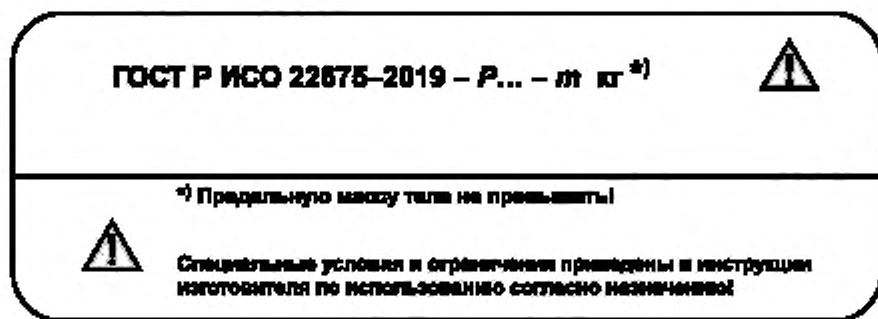 ГОСТ Р ИСО 22675–2019 – P... – m кг *)
*) Предельную массу тела не превышать!
Специальные условия и ограничения приведены в инструкции
изготовителя по использованию согласно назначению!